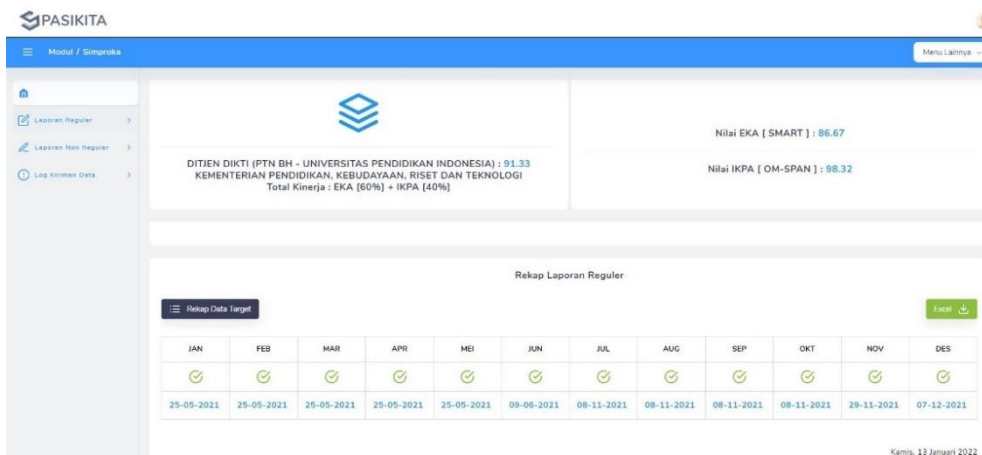 SPASIKITA
Modul / Simproka
Menu Lainnya
Laporan Reguler
Laporan Non Reguler
Log Kiriman Data
DITJEN DIKTI (PTN BH - UNIVERSITAS PENDIDIKAN INDONESIA) : 91.33
KEMENTERIAN PENDIDIKAN, KEBUDAYAAN, RISET DAN TEKNOLOGI
Total Kinerja : EKA [60%] + IKPA [40%]
Nilai EKA [ SMART ] : 86.67
Nilai IKPA [ OM-SPAN ] : 98.32
Rekap Laporan Reguler
Rekap Data Target
Excel
JAN FEB MAR APR MEI JUN JUL AUG SEP OKT NOV DES
25-05-2021 25-05-2021 25-05-2021 25-05-2021 25-05-2021 09-06-2021 08-11-2021 08-11-2021 08-11-2021 08-11-2021 29-11-2021 07-12-2021
Kamis, 13 Januari 2022